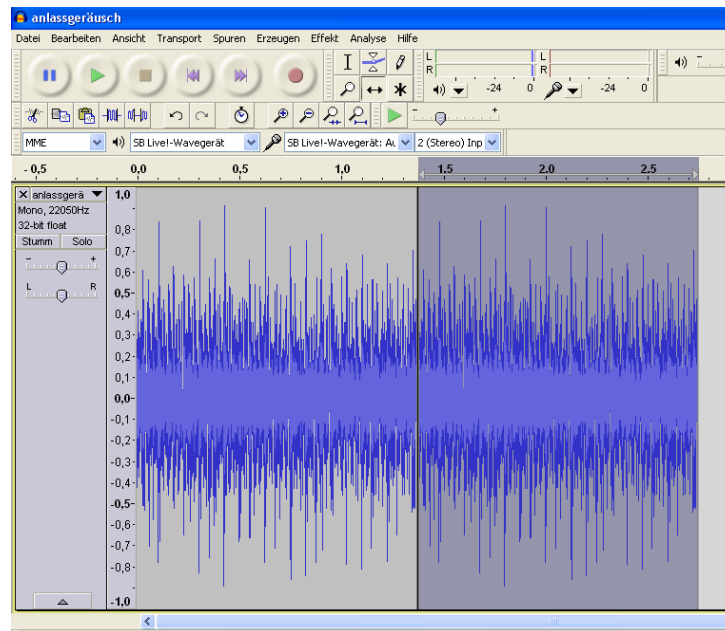 anlassgeräusch
Datei Bearbeiten Ansicht Transport Spuren Erzeugen Effekt Analyse Hilfe
L
R
-24 0
L
R
-24 0
MME
SB Live!-Wavegerät
SB Live!-Wavegerät: Au
2 (Stereo) Inp
-0,5 0,0 0,5 1,0 1,5 2,0 2,5
anlassgerä
Mono, 22050Hz
32-bit float
Stumm Solo
- +
L R
1,0
0,8
0,7
0,6
0,5
0,4
0,3
0,2
0,1
0,0
-0,1
-0,2
-0,3
-0,4
-0,5
-0,6
-0,7
-0,8
-1,0